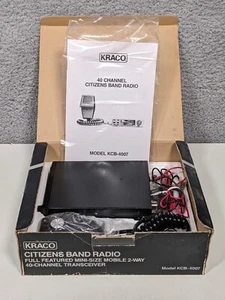 KRACO
40 CHANNEL
CITIZENS BAND RADIO
MODEL KCB-4007
KRACO
CITIZENS BAND RADIO
FULL FEATURED MINI-SIZE MOBILE 2-WAY
40-CHANNEL TRANSCEIVER
Model KCB-4007